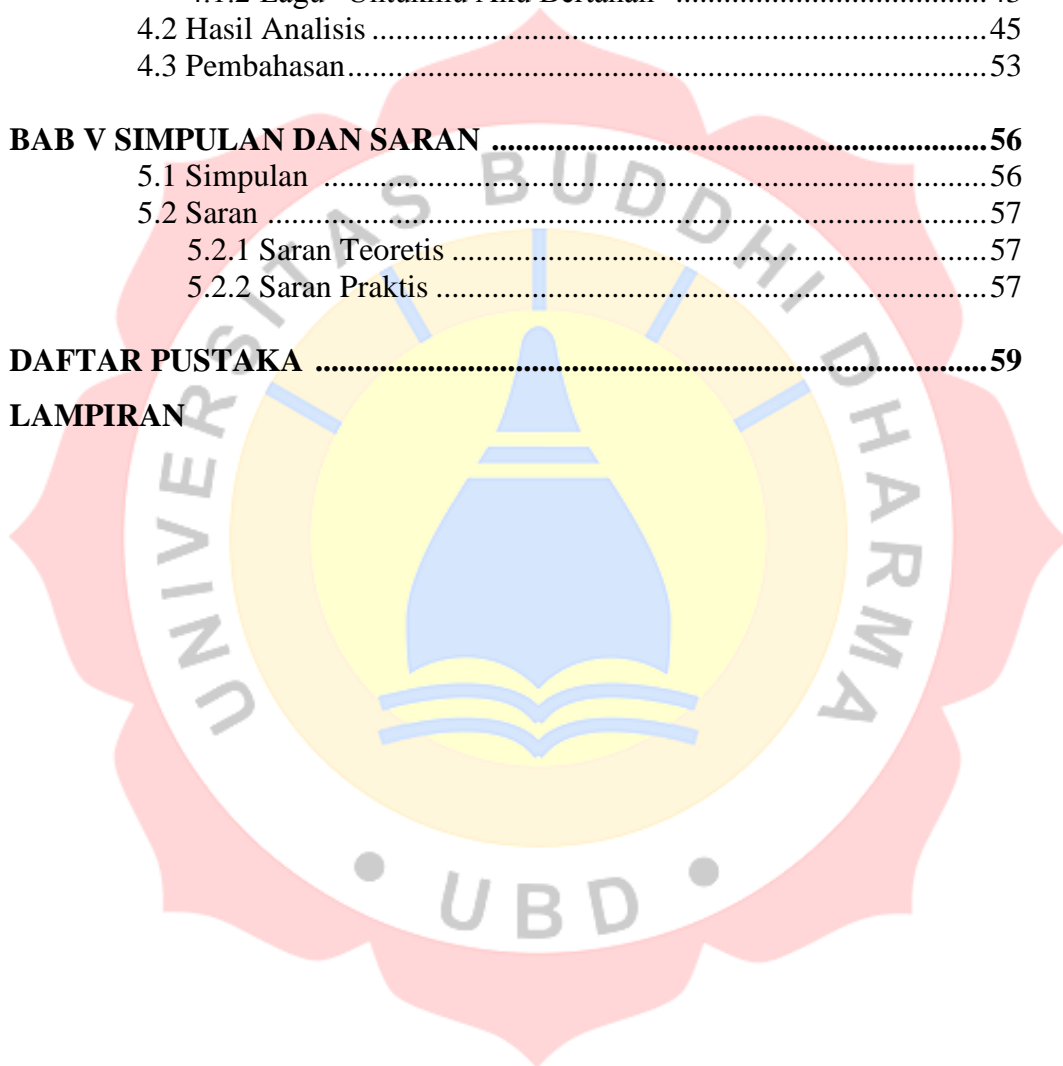 4.2 Hasil Analisis ................................................................................ 45
4.3 Pembahasan................................................................................ 53
BAB V SIMPULAN DAN SARAN .............................................................. 56
5.1 Simpulan ................................................................................... 56
5.2 Saran .......................................................................................... 57
5.2.1 Saran Teoretis ................................................................... 57
5.2.2 Saran Praktis ..................................................................... 57
DAFTAR PUSTAKA .................................................................................... 59
LAMPIRAN
UNIVERSITAS BUDDHI DHARMA
• UBD •